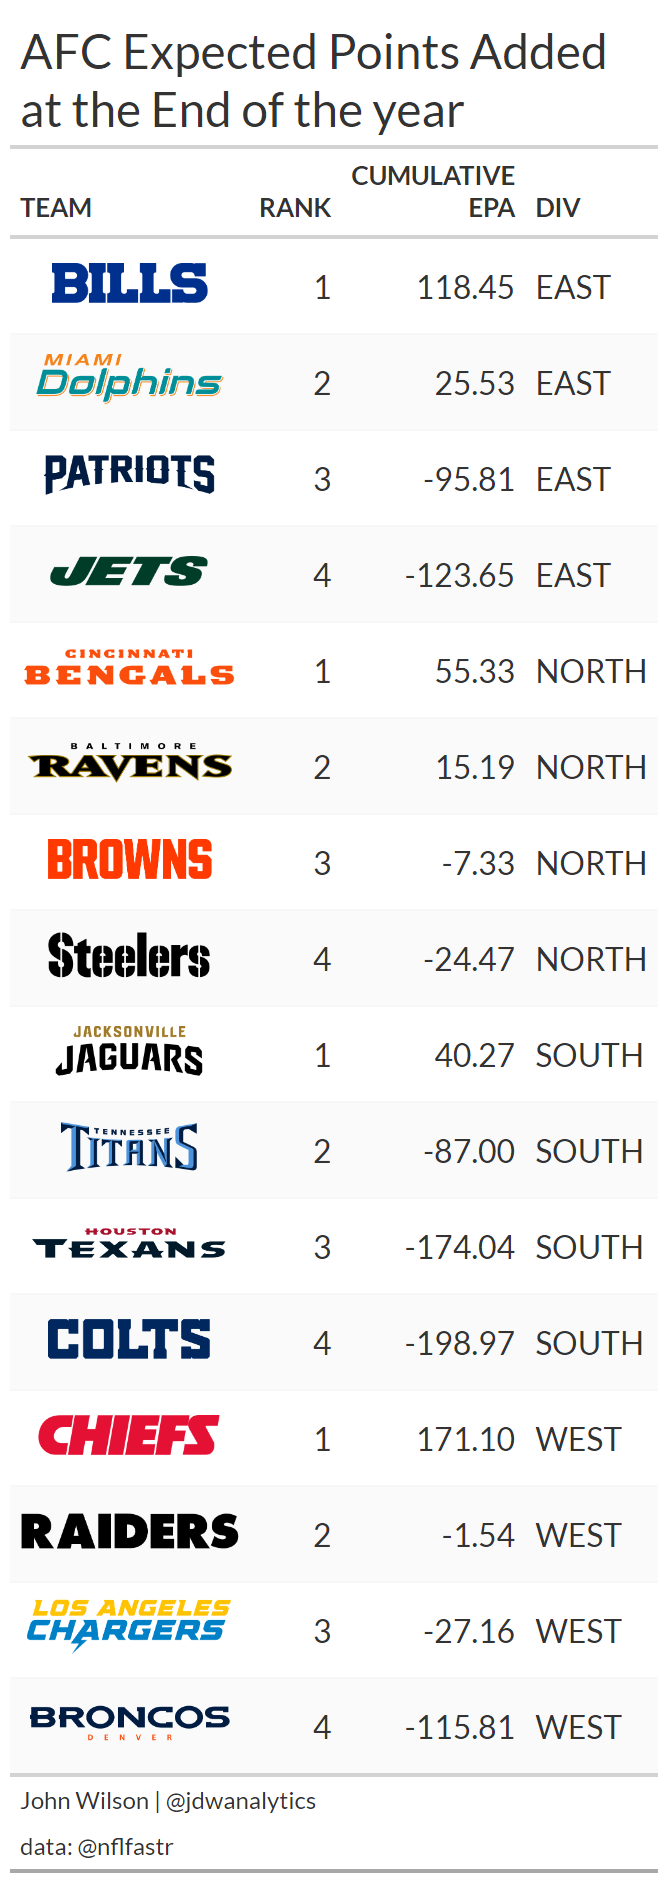 AFC Expected Points Added
at the End of the year
CUMULATIVE
TEAM RANK EPA DIV
BILLS 1 118.45 EAST
MIAMI
Dolphins 2 25.53 EAST
PATRIOTS 3 -95.81 EAST
JETS 4 -123.65 EAST
CINCINNATI
BENGALS 1 55.33 NORTH
BALTIMORE
RAVENS 2 15.19 NORTH
BROWNS 3 -7.33 NORTH
Steelers 4 -24.47 NORTH
JACKSONVILLE
JAGUARS 1 40.27 SOUTH
TENNESSEE
TITANS 2 -87.00 SOUTH
HOUSTON
TEXANS 3 -174.04 SOUTH
COLTS 4 -198.97 SOUTH
CHIEFS 1 171.10 WEST
RAIDERS 2 -1.54 WEST
LOS ANGELES
CHARGERS 3 -27.16 WEST
BRONCOS 4 -115.81 WEST
DENVER
John Wilson | @jdwanalytics
data: @nflfastr